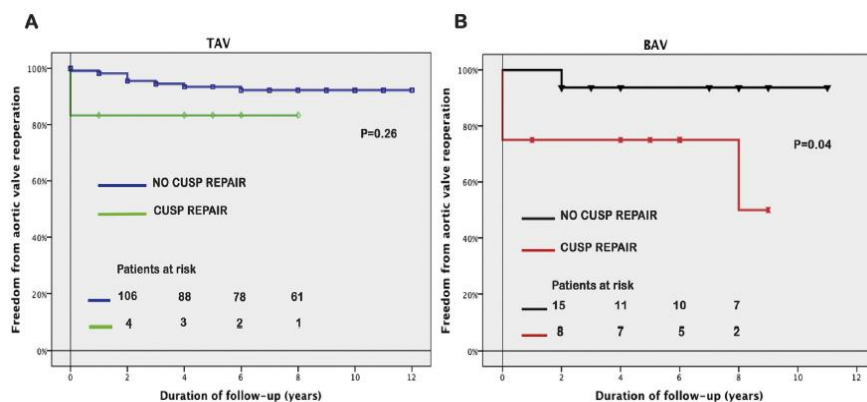 A
TAV
Freedom from aortic valve reoperation
100%
80%
60%
40%
20%
0%
P=0.26
NO CUSP REPAIR
CUSP REPAIR
Patients at risk
106 88 78 61
4 3 2 1
0 2 4 6 8 10 12
Duration of follow-up (years)
B
BAV
Freedom from aortic valve reoperation
100%
80%
60%
40%
20%
0%
P=0.04
NO CUSP REPAIR
CUSP REPAIR
Patients at risk
15 11 10 7
8 7 5 2
0 2 4 6 8 10 12
Duration of follow-up (years)